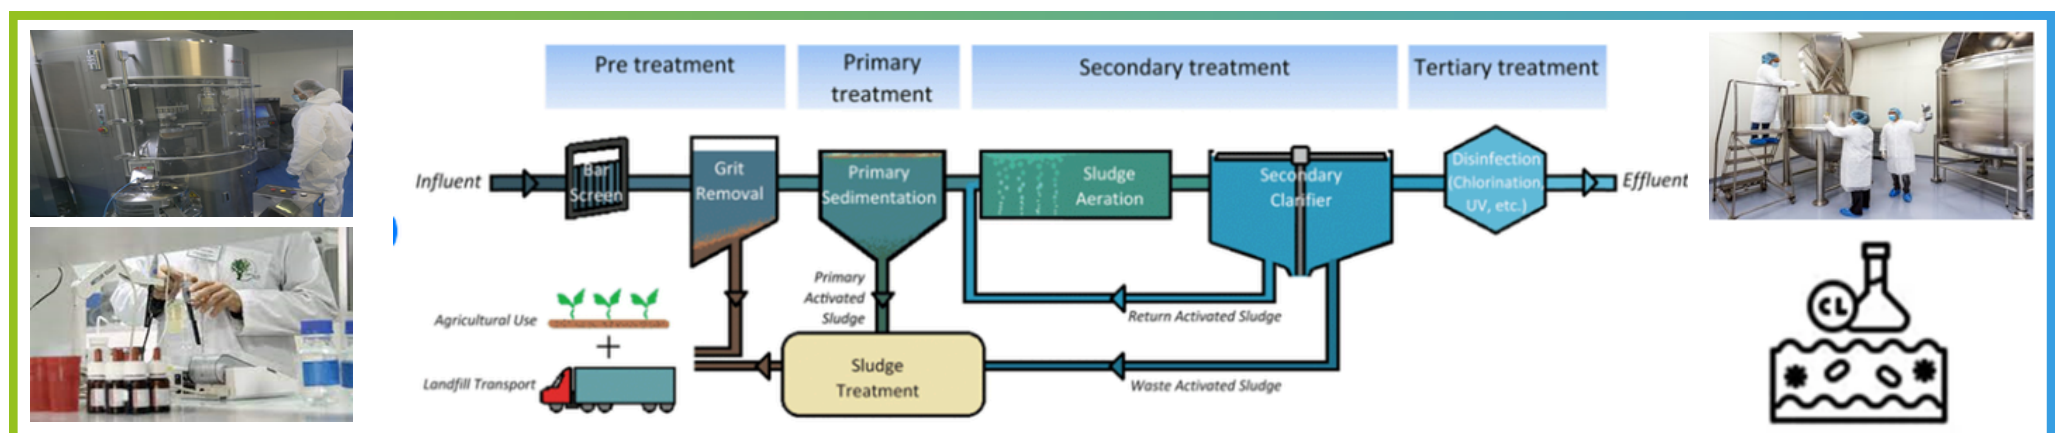 Pre treatment
Primary
treatment
Secondary treatment
Tertiary treatment
Influent
Bar
Screen
Grit
Removal
Primary
Sedimentation
Sludge
Aeration
Secondary
Clarifier
Disinfection
(Chlorination,
UV, etc.)
Effluent
Primary
Activated
Sludge
Return Activated Sludge
Agricultural Use
+
Landfill Transport
Sludge
Treatment
Waste Activated Sludge
CL